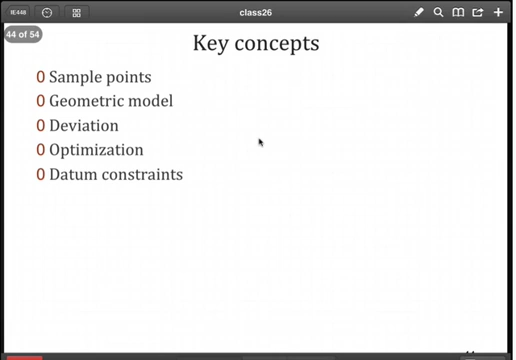 IE448
class26
44 of 54
Key concepts
0 Sample points
0 Geometric model
0 Deviation
0 Optimization
0 Datum constraints